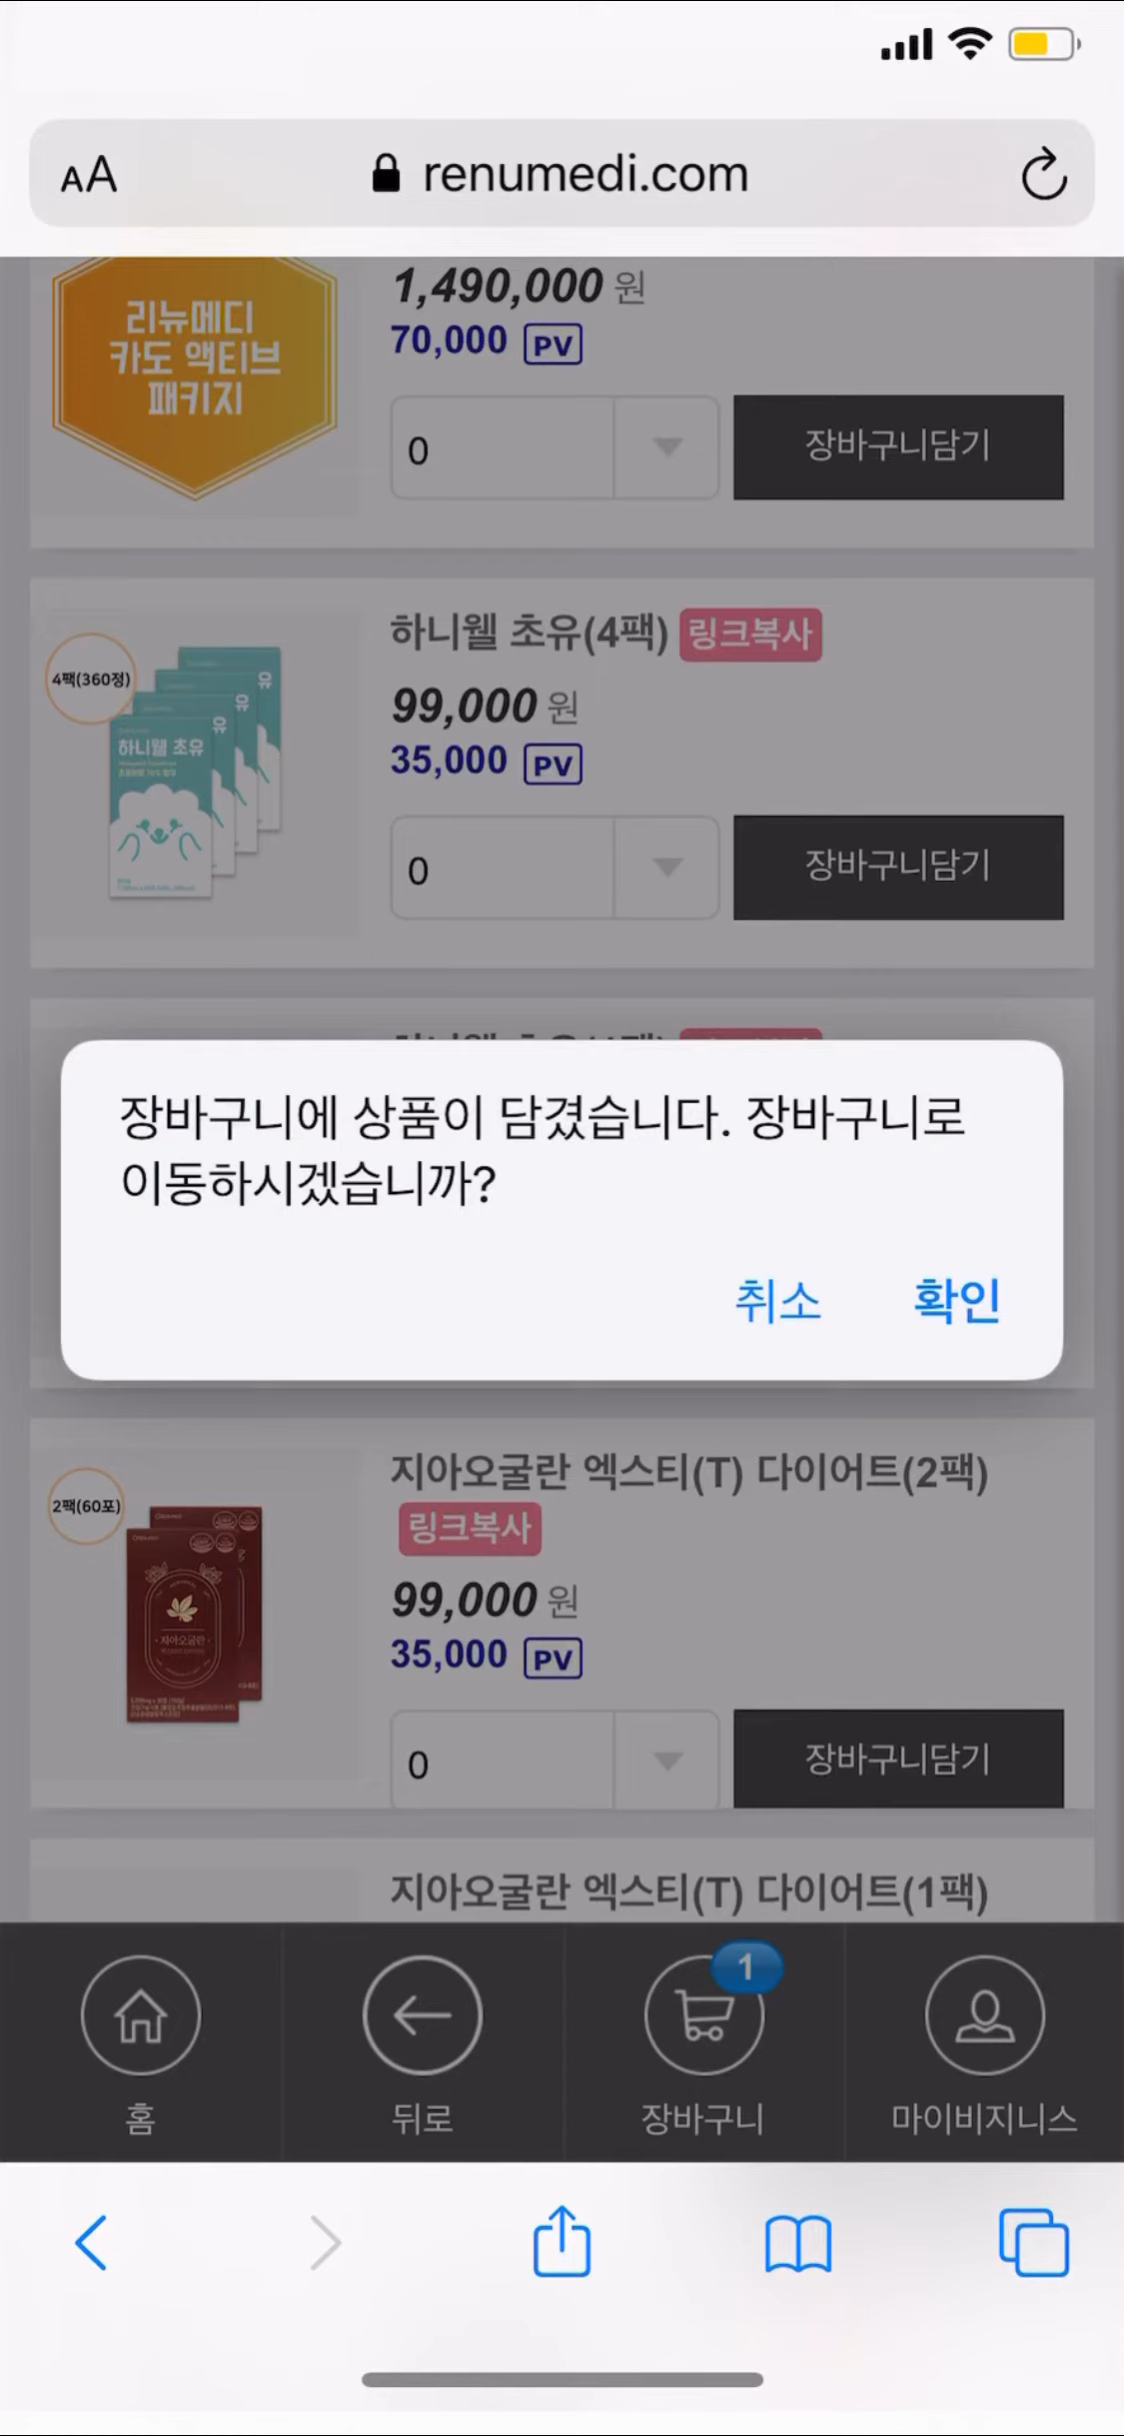 AA renumedi.com
리뉴메디
카도 액티브
패키지
1,490,000 원
70,000 PV
0 장바구니담기
4팩(360정)
유
유
유
하니웰 초유
하니웰 초유(4팩) 링크복사
99,000 원
35,000 PV
0 장바구니담기
장바구니에 상품이 담겼습니다. 장바구니로
이동하시겠습니까?
취소 확인
2팩(60포)
지아오굴란
지아오굴란 엑스티(T) 다이어트(2팩)
링크복사
99,000 원
35,000 PV
0 장바구니담기
지아오굴란 엑스티(T) 다이어트(1팩)
1
홈 뒤로 장바구니 마이비지니스